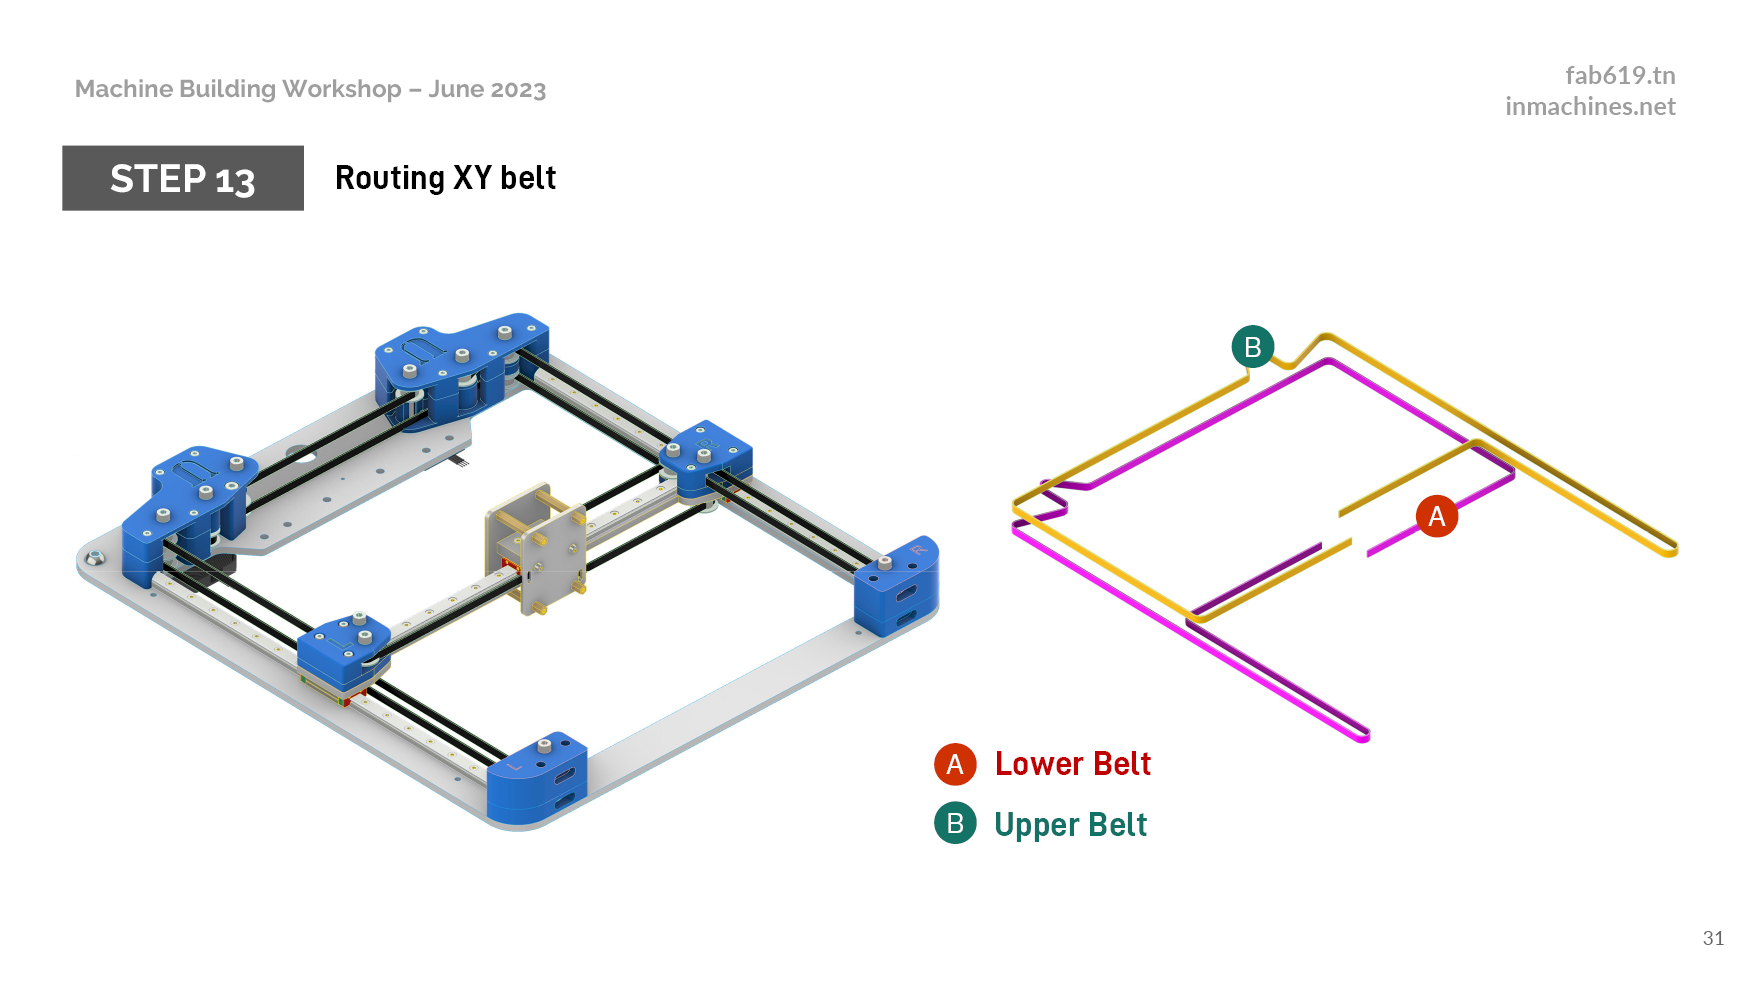 Machine Building Workshop – June 2023
fab619.tn
inmachines.net
STEP 13
Routing XY belt
B
A
R
R
L
L
A Lower Belt
B Upper Belt
31